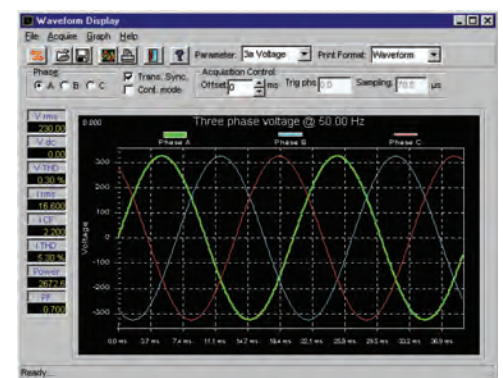 Waveform Display
File Acquire Graph Help
Parameter: 3ø Voltage Print Format: Waveform
Phase: A B C
Trans. Sync.
Cont. mode
Acquisition Control:
Offset: 0 ms Trig phs 0.0 Sampling: 70.8 µs
V rms
230.00
V dc
0.00
V THD
0.30 %
I rms
16.600
I CF
2.200
I THD
5.30 %
Power
2672.6
PF
0.700
0.000 Three phase voltage @ 50.00 Hz
Phase A Phase B Phase C
Voltage
300
200
100
0
-100
-200
-300
0.0 ms 3.7 ms 7.4 ms 11.1 ms 14.7 ms 18.4 ms 22.1 ms 25.8 ms 29.5 ms 33.2 ms 36.9 ms
Ready...